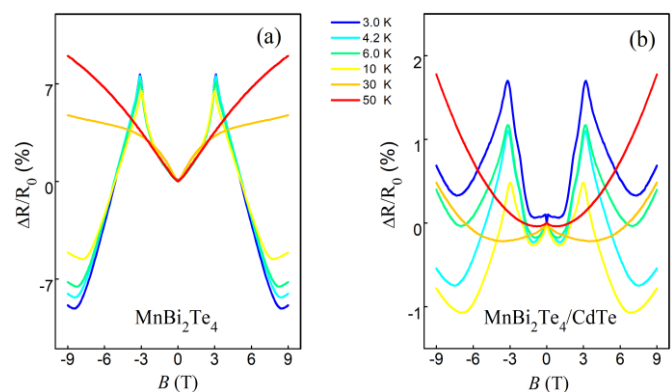 (a)
ΔR/R₀ (%)
7
0
-7
MnBi₂Te₄
-9 -6 -3 0 3 6 9
B (T)
3.0 K
4.2 K
6.0 K
10 K
30 K
50 K
(b)
ΔR/R₀ (%)
2
1
0
-1
MnBi₂Te₄/CdTe
-9 -6 -3 0 3 6 9
B (T)